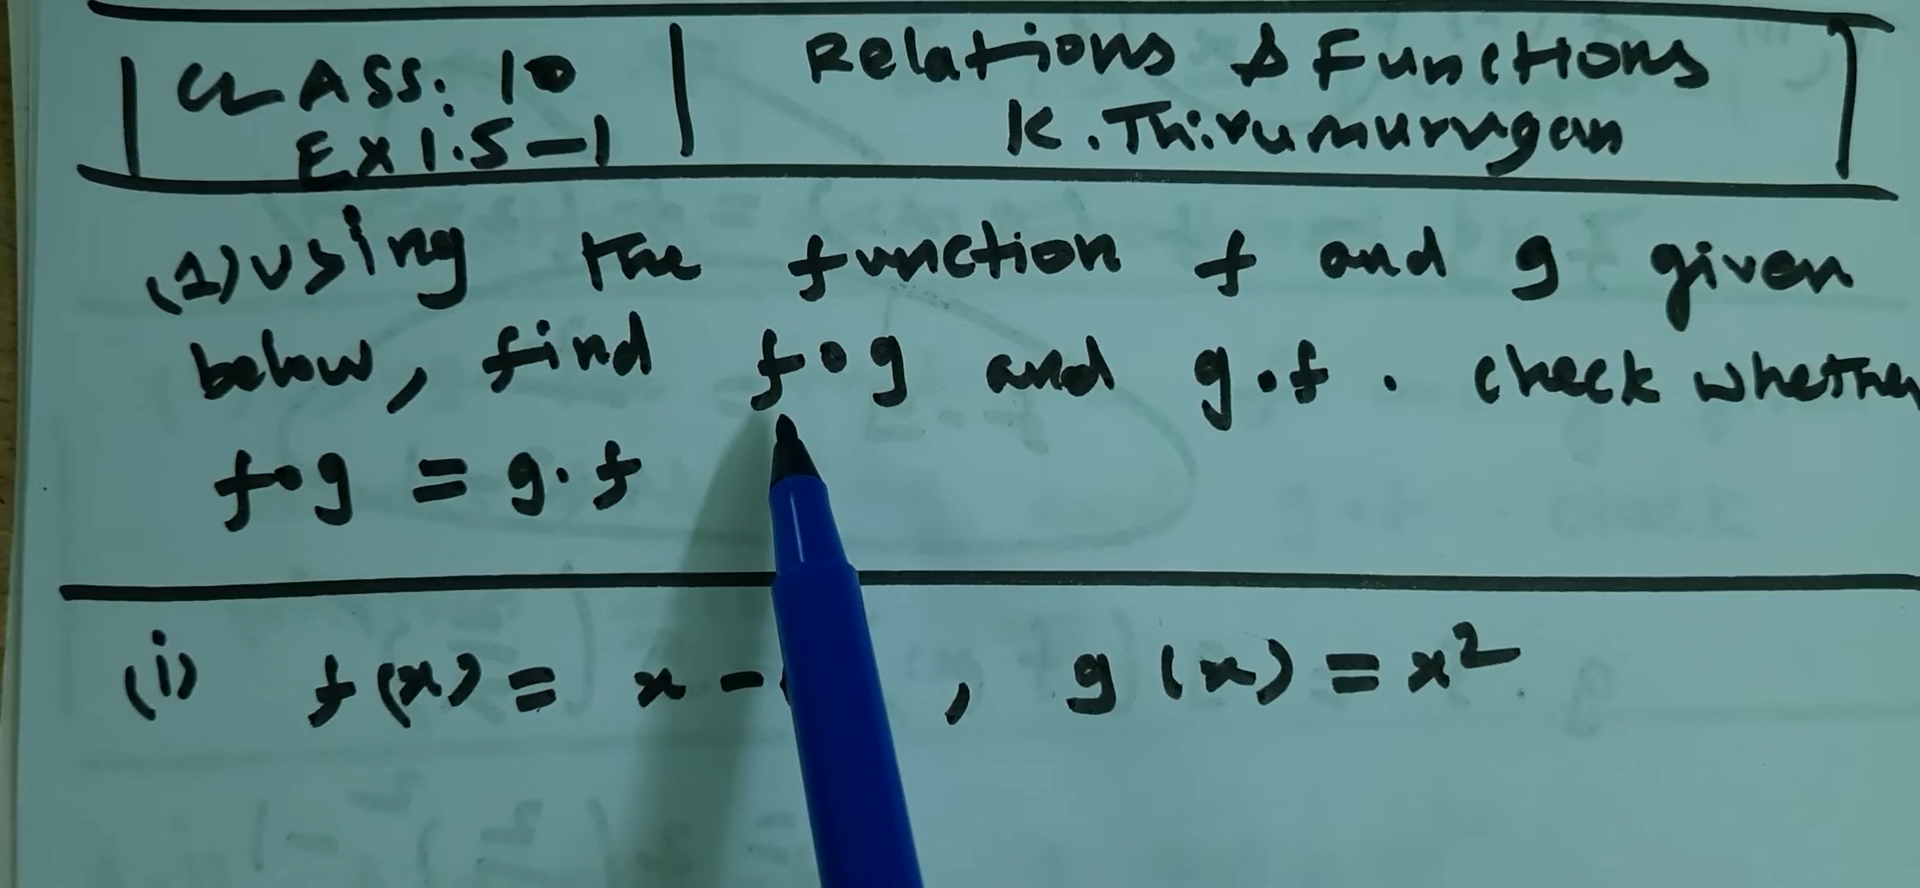 CLASS: 10
EX 1.5-1
Relations & Functions
K. Thirumurugan
(1) Using the function f and g given
below, find fog and g∘f. check whether
f∘g = g∘f
(i) f(x) = x - , g(x) = x²